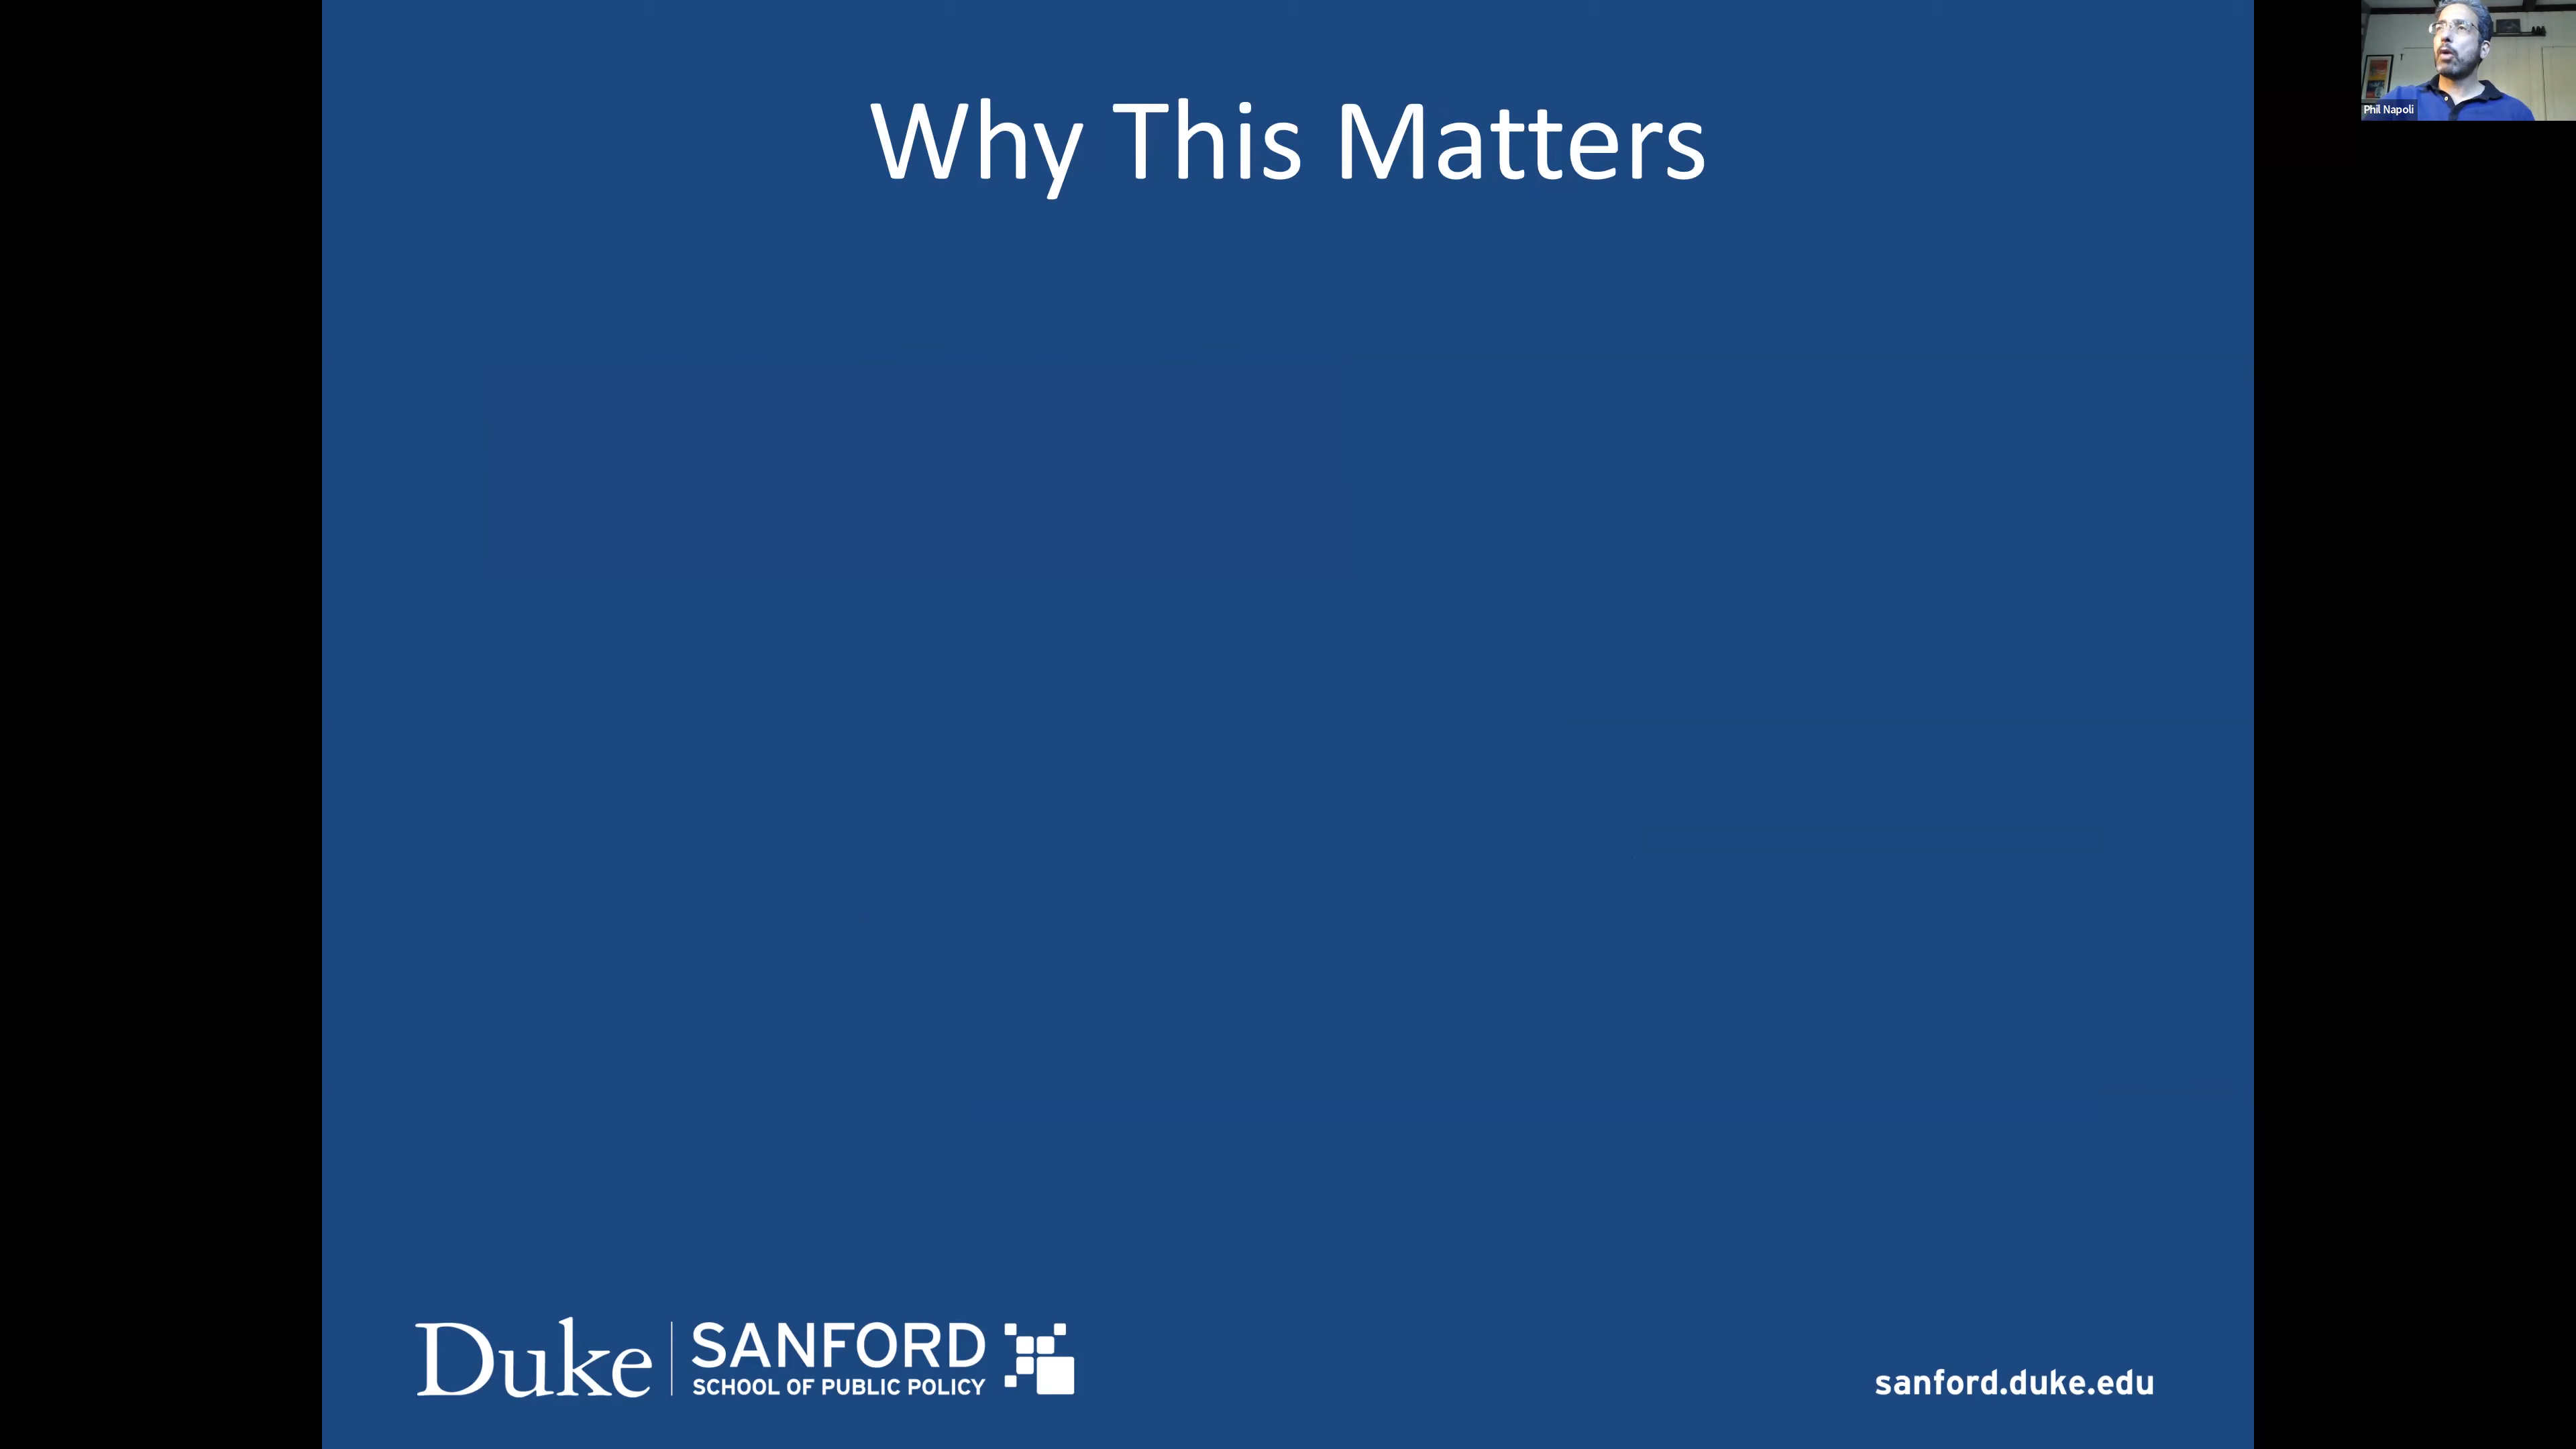 Why This Matters
Phil Napoli
Duke
SANFORD
SCHOOL OF PUBLIC POLICY
sanford.duke.edu